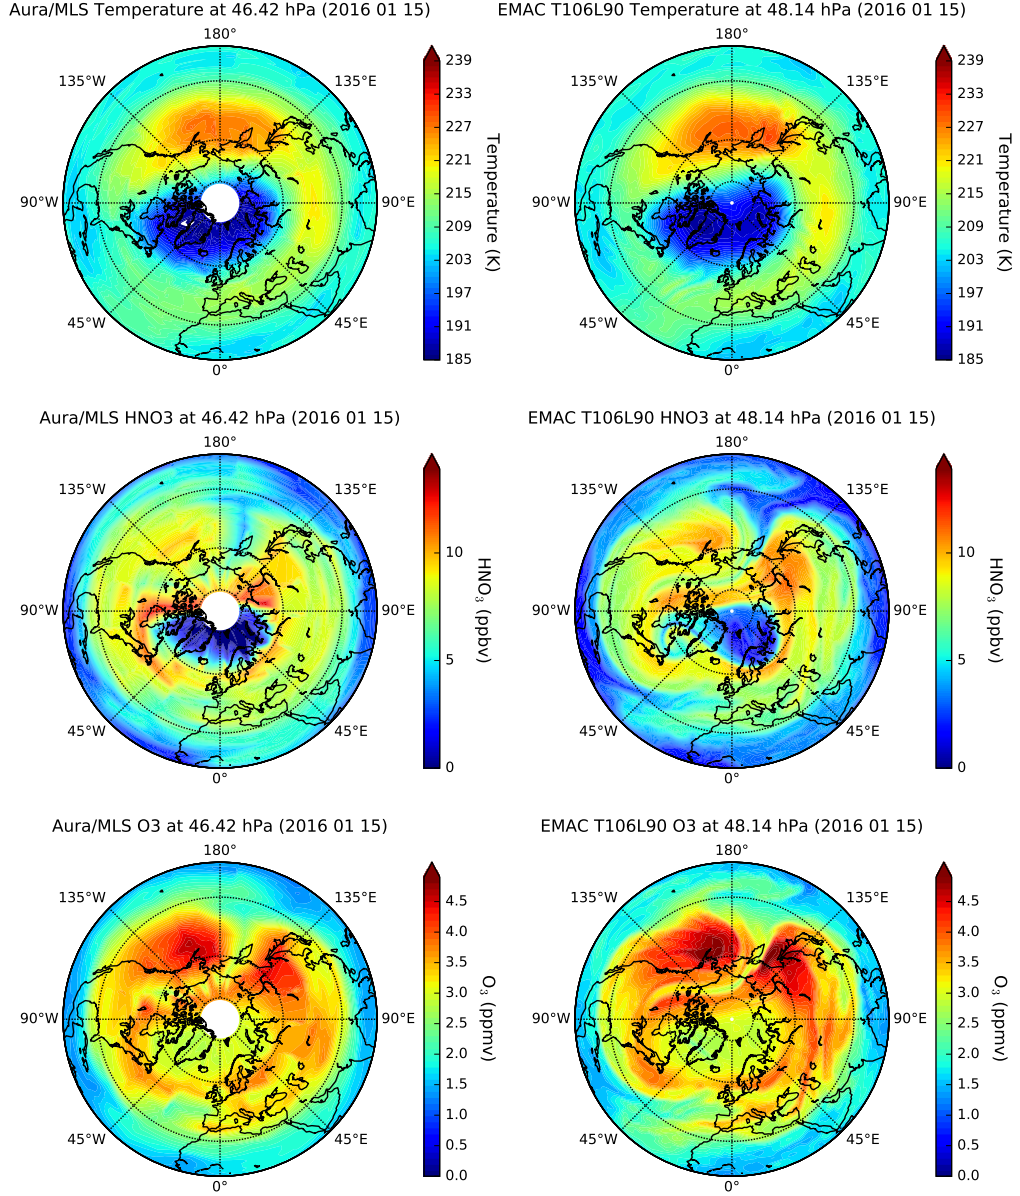 Aura/MLS Temperature at 46.42 hPa (2016 01 15)
180°
135°W
135°E
90°W
90°E
45°W
45°E
0°
239
233
227
221
215
209
203
197
191
185
Temperature (K)
EMAC T106L90 Temperature at 48.14 hPa (2016 01 15)
180°
135°W
135°E
90°W
90°E
45°W
45°E
0°
239
233
227
221
215
209
203
197
191
185
Temperature (K)
Aura/MLS HNO3 at 46.42 hPa (2016 01 15)
180°
135°W
135°E
90°W
90°E
45°W
45°E
0°
10
5
0
HNO₃ (ppbv)
EMAC T106L90 HNO3 at 48.14 hPa (2016 01 15)
180°
135°W
135°E
90°W
90°E
45°W
45°E
0°
10
5
0
HNO₃ (ppbv)
Aura/MLS O3 at 46.42 hPa (2016 01 15)
180°
135°W
135°E
90°W
90°E
45°W
45°E
0°
4.5
4.0
3.5
3.0
2.5
2.0
1.5
1.0
0.5
0.0
O₃ (ppmv)
EMAC T106L90 O3 at 48.14 hPa (2016 01 15)
180°
135°W
135°E
90°W
90°E
45°W
45°E
0°
4.5
4.0
3.5
3.0
2.5
2.0
1.5
1.0
0.5
0.0
O₃ (ppmv)